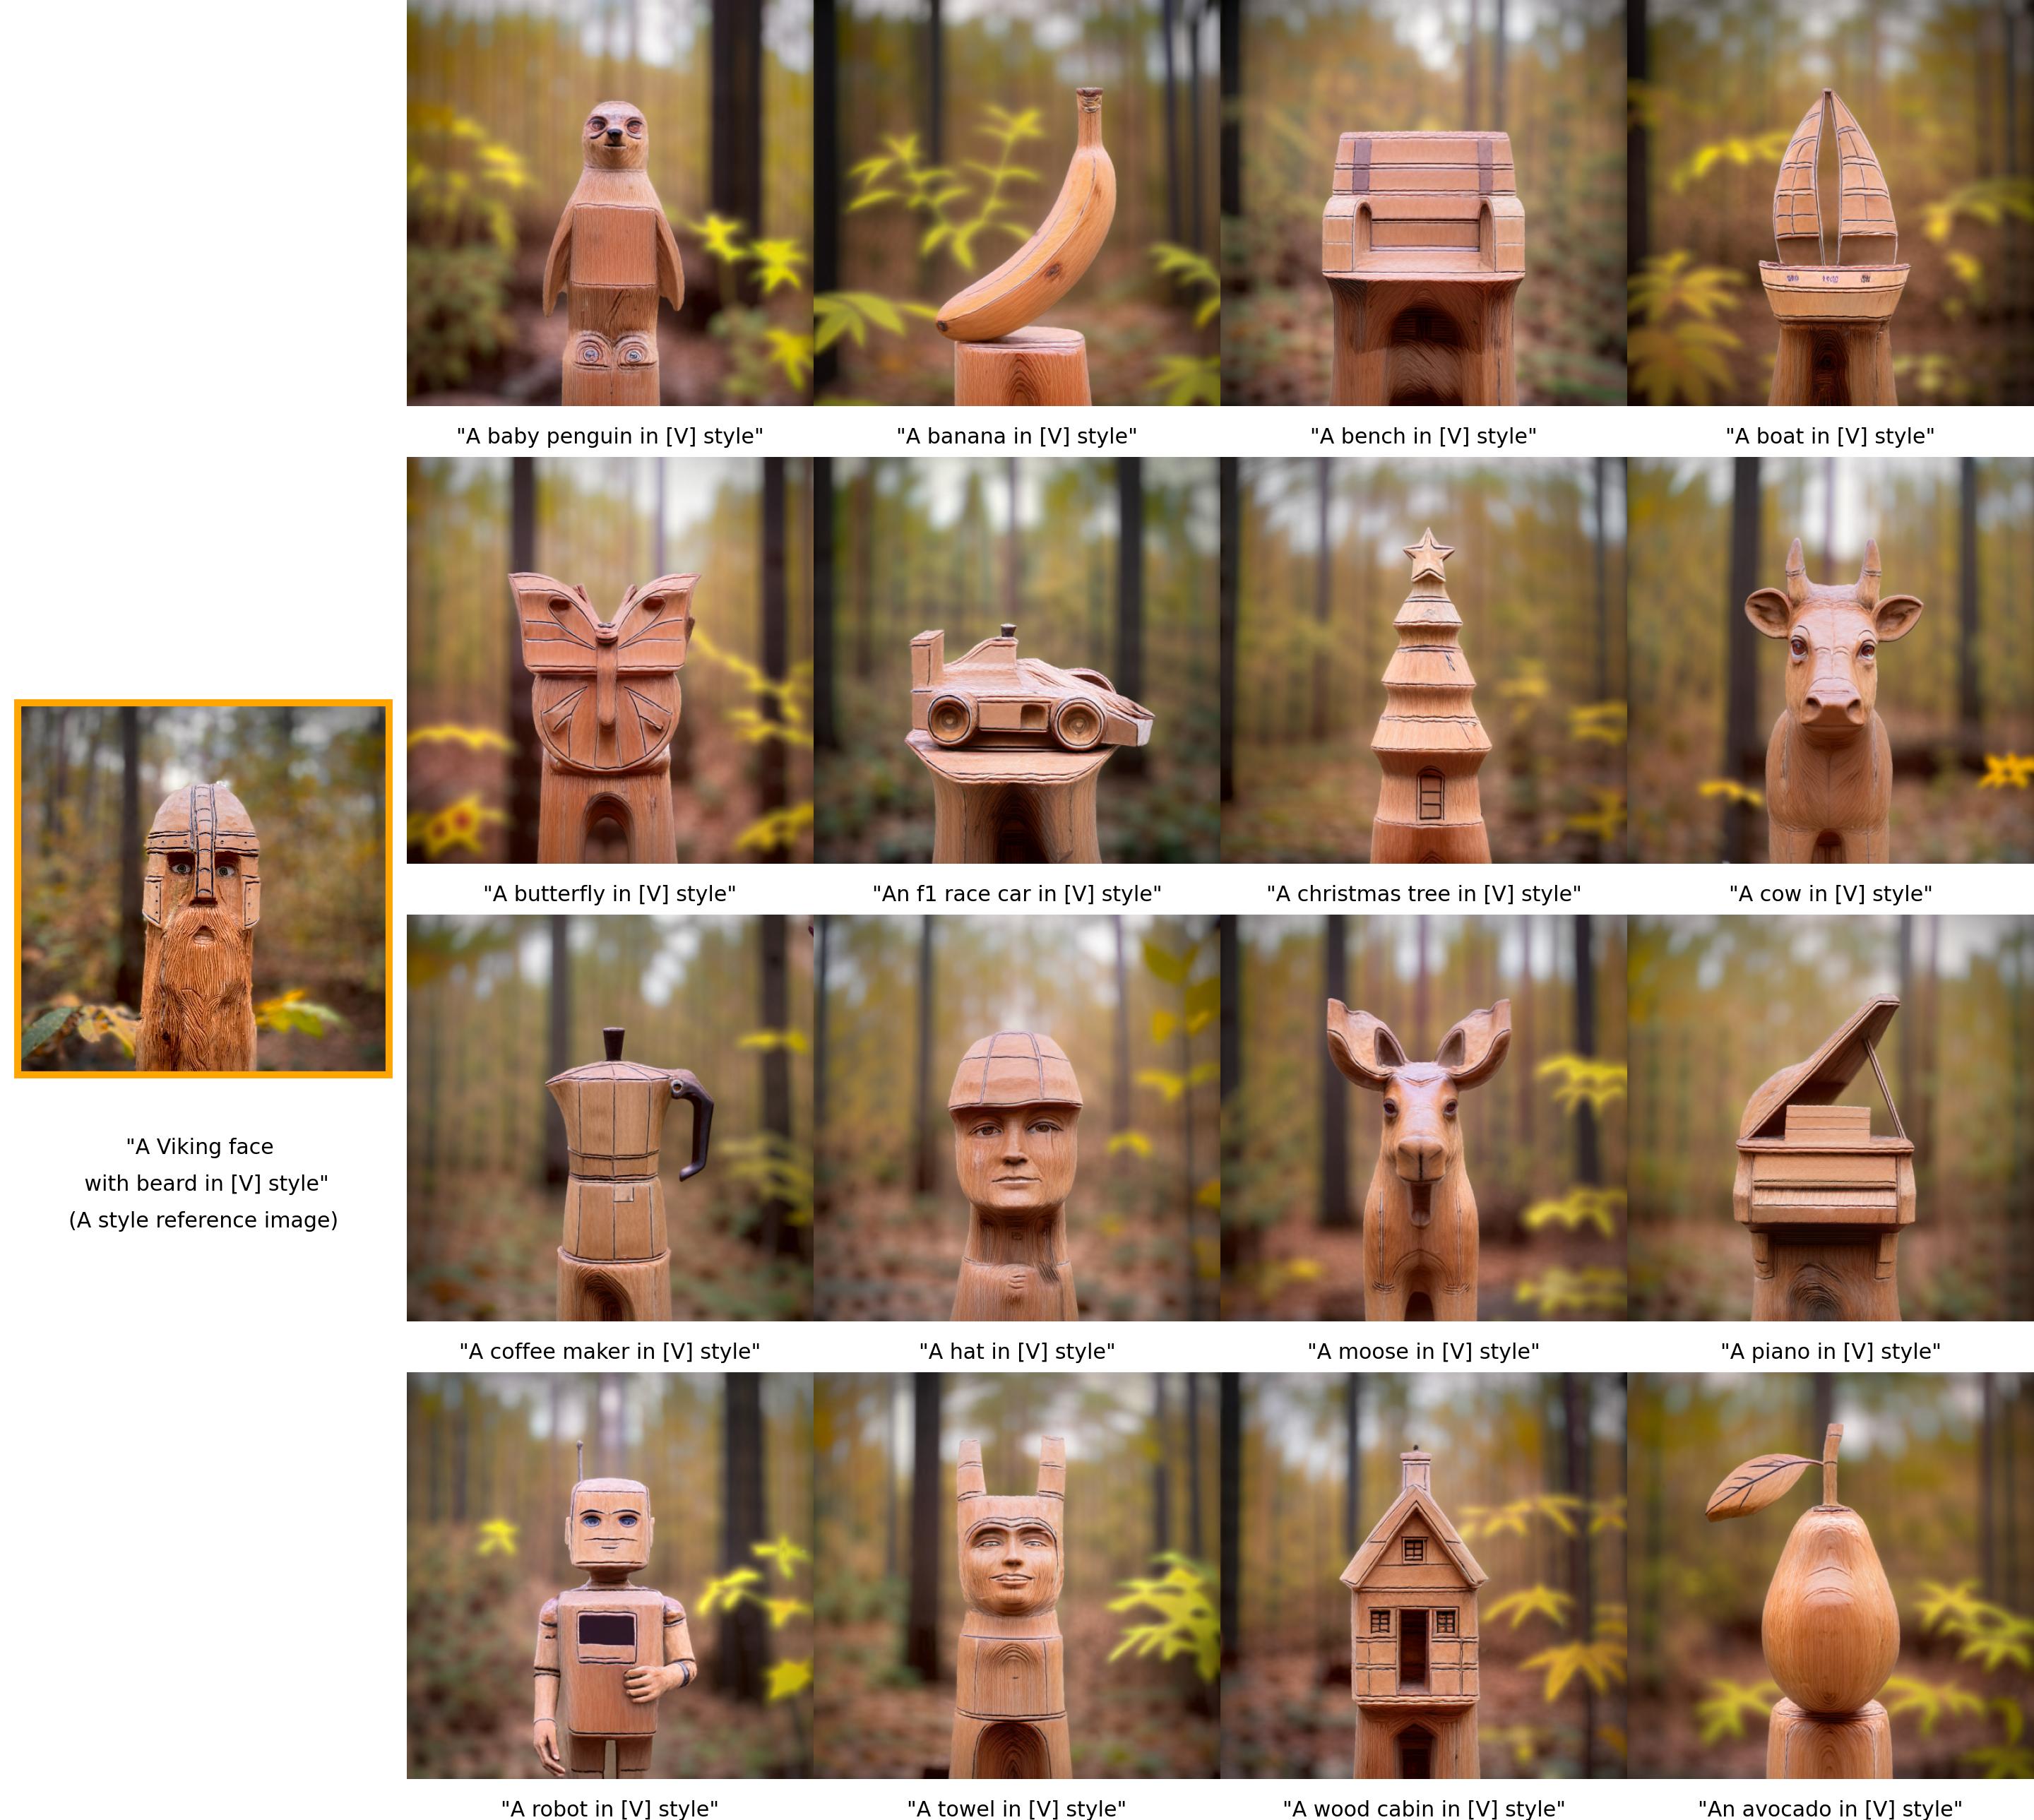 "A baby penguin in [V] style"
"A banana in [V] style"
"A bench in [V] style"
"A boat in [V] style"
"A butterfly in [V] style"
"An f1 race car in [V] style"
"A christmas tree in [V] style"
"A cow in [V] style"
"A Viking face
with beard in [V] style"
(A style reference image)
"A coffee maker in [V] style"
"A hat in [V] style"
"A moose in [V] style"
"A piano in [V] style"
"A robot in [V] style"
"A towel in [V] style"
"A wood cabin in [V] style"
"An avocado in [V] style"